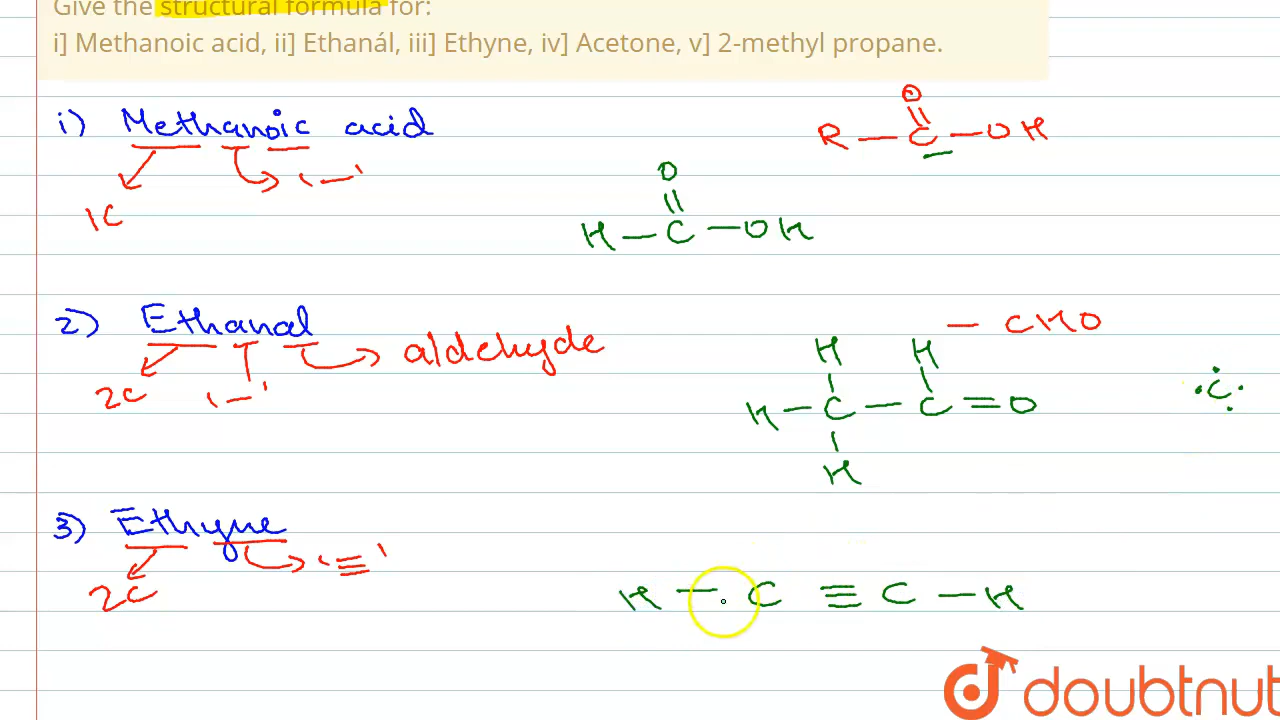 Give the structural formula for:
i] Methanoic acid, ii] Ethanál, iii] Ethyne, iv] Acetone, v] 2-methyl propane.
i) Methanoic acid
O
R - C - OH
'-'
1C
O
H - C - OH
2) Ethanal
- CHO
aldehyde
H H
2C '-'
H - C - C = O
·C·
H
3) Ethyne
'≡'
2C
H - C ≡ C - H
doubtnut